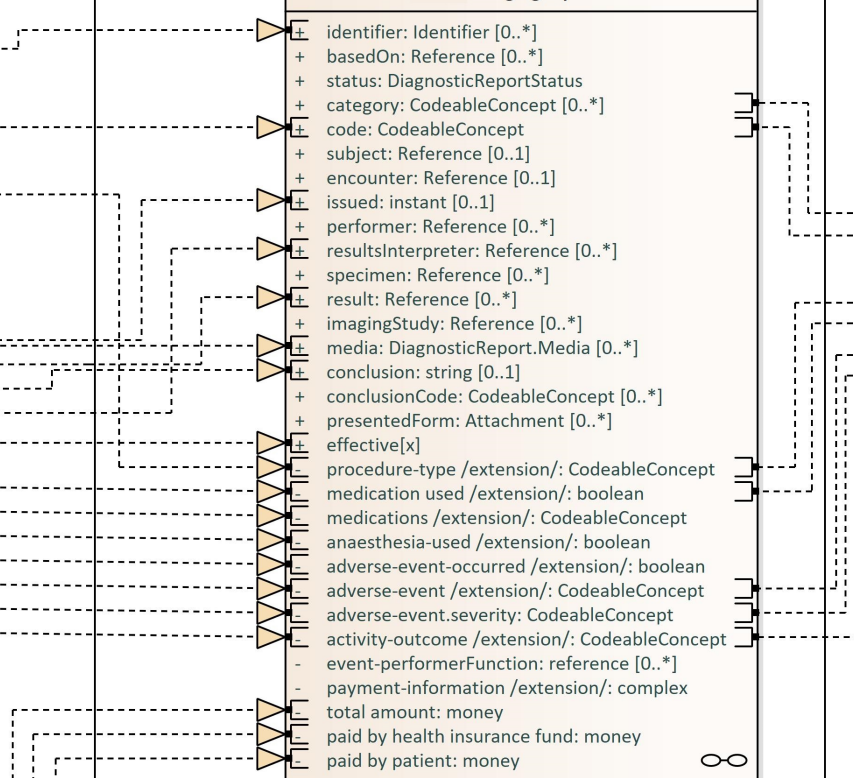 + identifier: Identifier [0..*]
+ basedOn: Reference [0..*]
+ status: DiagnosticReportStatus
+ category: CodeableConcept [0..*]
+ code: CodeableConcept
+ subject: Reference [0..1]
+ encounter: Reference [0..1]
+ issued: instant [0..1]
+ performer: Reference [0..*]
+ resultsInterpreter: Reference [0..*]
+ specimen: Reference [0..*]
+ result: Reference [0..*]
+ imagingStudy: Reference [0..*]
+ media: DiagnosticReport.Media [0..*]
+ conclusion: string [0..1]
+ conclusionCode: CodeableConcept [0..*]
+ presentedForm: Attachment [0..*]
+ effective[x]
- procedure-type /extension/: CodeableConcept
- medication used /extension/: boolean
- medications /extension/: CodeableConcept
- anaesthesia-used /extension/: boolean
- adverse-event-occurred /extension/: boolean
- adverse-event /extension/: CodeableConcept
- adverse-event.severity: CodeableConcept
- activity-outcome /extension/: CodeableConcept
- event-performerFunction: reference [0..*]
- payment-information /extension/: complex
- total amount: money
- paid by health insurance fund: money
- paid by patient: money